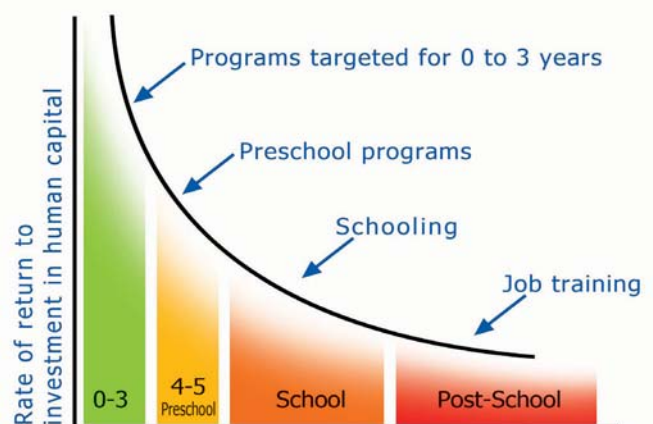 Programs targeted for 0 to 3 years
Preschool programs
Schooling
Job training
Rate of return to
investment in human capital
0-3
4-5
Preschool
School
Post-School